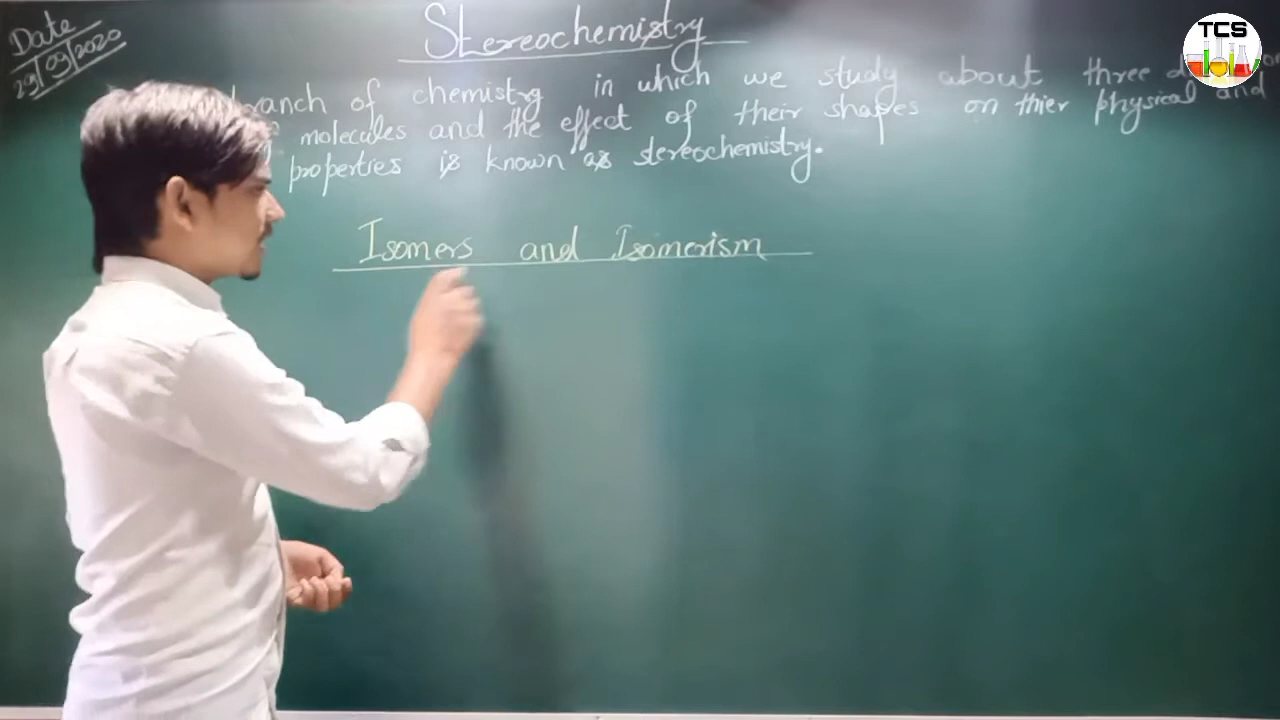 Date
29/09/2020
Stereochemistry
TCS
ranch of chemistry in which we study about three
molecules and the effect of their shapes on thier physical and
properties is known as stereochemistry.
Isomers and Isomerism